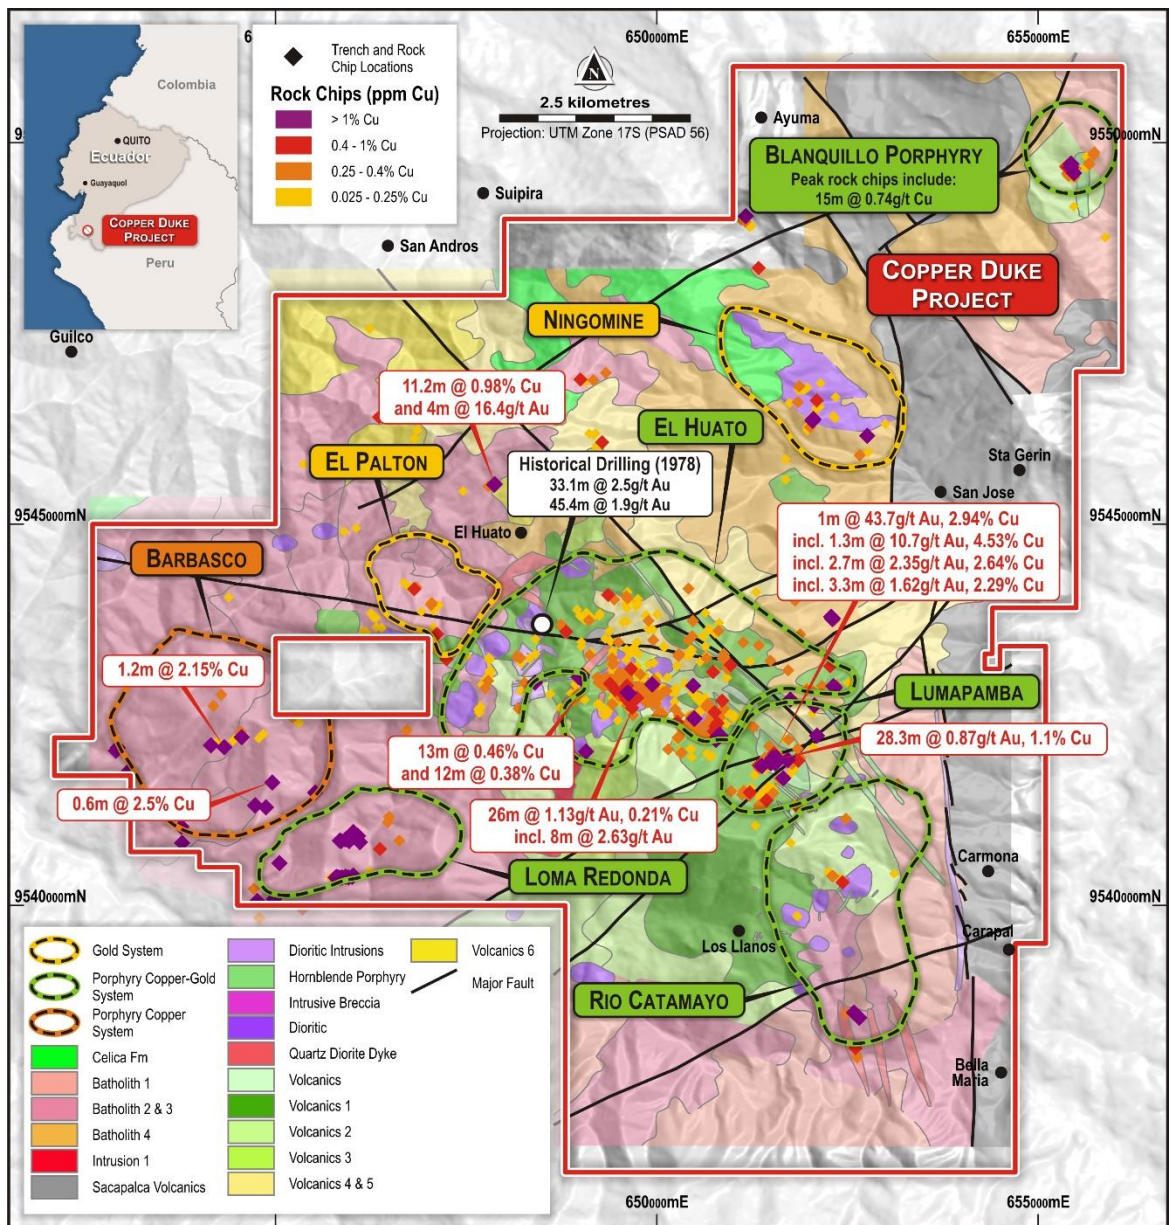 650000mE
655000mE
Colombia
QUITO
Ecuador
Guayaquol
COPPER DUKE
PROJECT
Peru
Trench and Rock
Chip Locations
Rock Chips (ppm Cu)
> 1% Cu
0.4 - 1% Cu
0.25 - 0.4% Cu
0.025 - 0.25% Cu
N
2.5 kilometres
Projection: UTM Zone 17S (PSAD 56)
Ayuma
9550000mN
BLANQUILLO PORPHYRY
Peak rock chips include:
15m @ 0.74g/t Cu
Suipira
San Andros
COPPER DUKE
PROJECT
NINGOMINE
Guilco
11.2m @ 0.98% Cu
and 4m @ 16.4g/t Au
EL HUATO
EL PALTON
Historical Drilling (1978)
33.1m @ 2.5g/t Au
45.4m @ 1.9g/t Au
Sta Gerin
San Jose
9545000mN
9545000mN
El Huato
1m @ 43.7g/t Au, 2.94% Cu
incl. 1.3m @ 10.7g/t Au, 4.53% Cu
incl. 2.7m @ 2.35g/t Au, 2.64% Cu
incl. 3.3m @ 1.62g/t Au, 2.29% Cu
BARBASCO
1.2m @ 2.15% Cu
LUMAPAMBA
28.3m @ 0.87g/t Au, 1.1% Cu
13m @ 0.46% Cu
and 12m @ 0.38% Cu
0.6m @ 2.5% Cu
26m @ 1.13g/t Au, 0.21% Cu
incl. 8m @ 2.63g/t Au
LOMA REDONDA
Carmona
9540000mN
9540000mN
Los Llanos
Carapal
RIO CATAMAYO
Bella
Maria
Gold System
Porphyry Copper-Gold
System
Porphyry Copper
System
Celica Fm
Batholith 1
Batholith 2 & 3
Batholith 4
Intrusion 1
Sacapalca Volcanics
Dioritic Intrusions
Hornblende Porphyry
Intrusive Breccia
Dioritic
Quartz Diorite Dyke
Volcanics
Volcanics 1
Volcanics 2
Volcanics 3
Volcanics 4 & 5
Volcanics 6
Major Fault
650000mE
655000mE